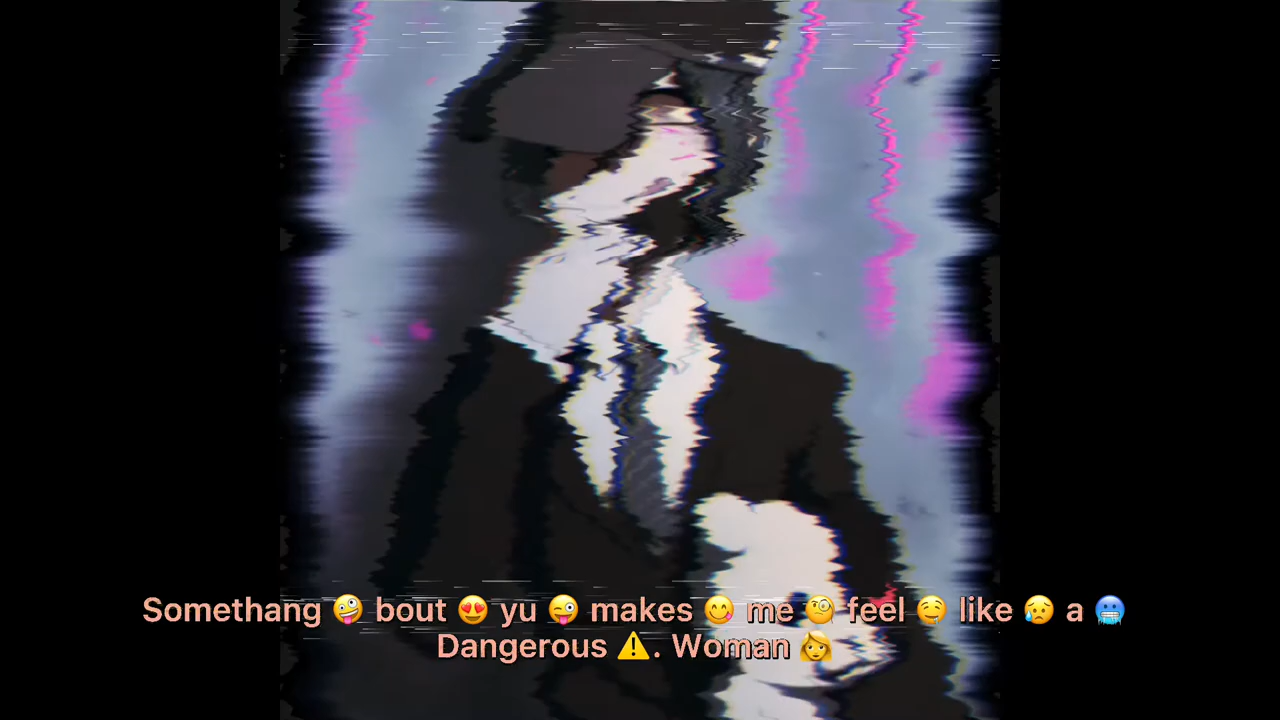 Somethang 🤪 bout 😍 yu 😜 makes 😋 me 🧐 feel 🤤 like 😥 a 🥶
Dangerous ⚠️. Woman 👩